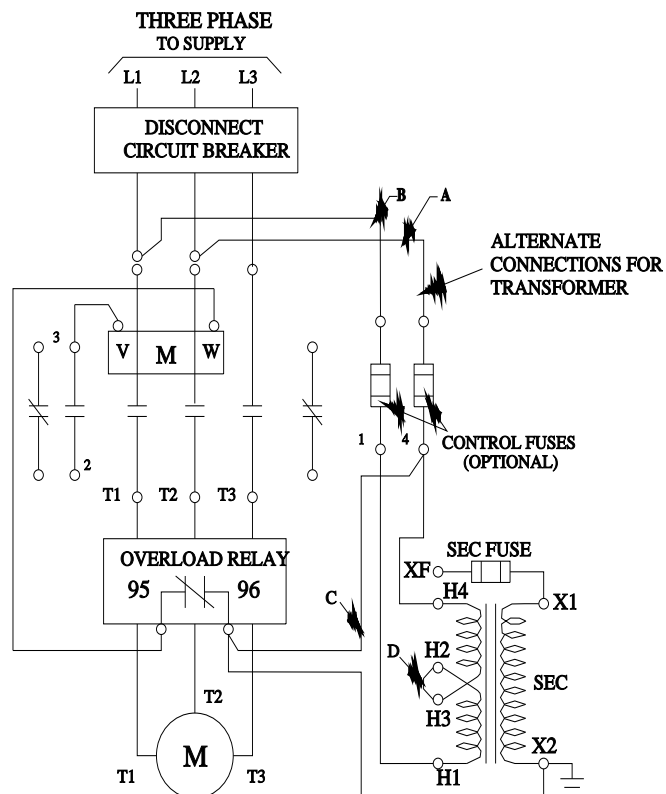 THREE PHASE
TO SUPPLY
L1 L2 L3
DISCONNECT
CIRCUIT BREAKER
B A
ALTERNATE
CONNECTIONS FOR
TRANSFORMER
3
V M W
2
1 4
CONTROL FUSES
(OPTIONAL)
T1 T2 T3
OVERLOAD RELAY
95 96
SEC FUSE
XF
H4 X1
C
D H2
SEC
H3
T2
M
X2
T1 T3
H1